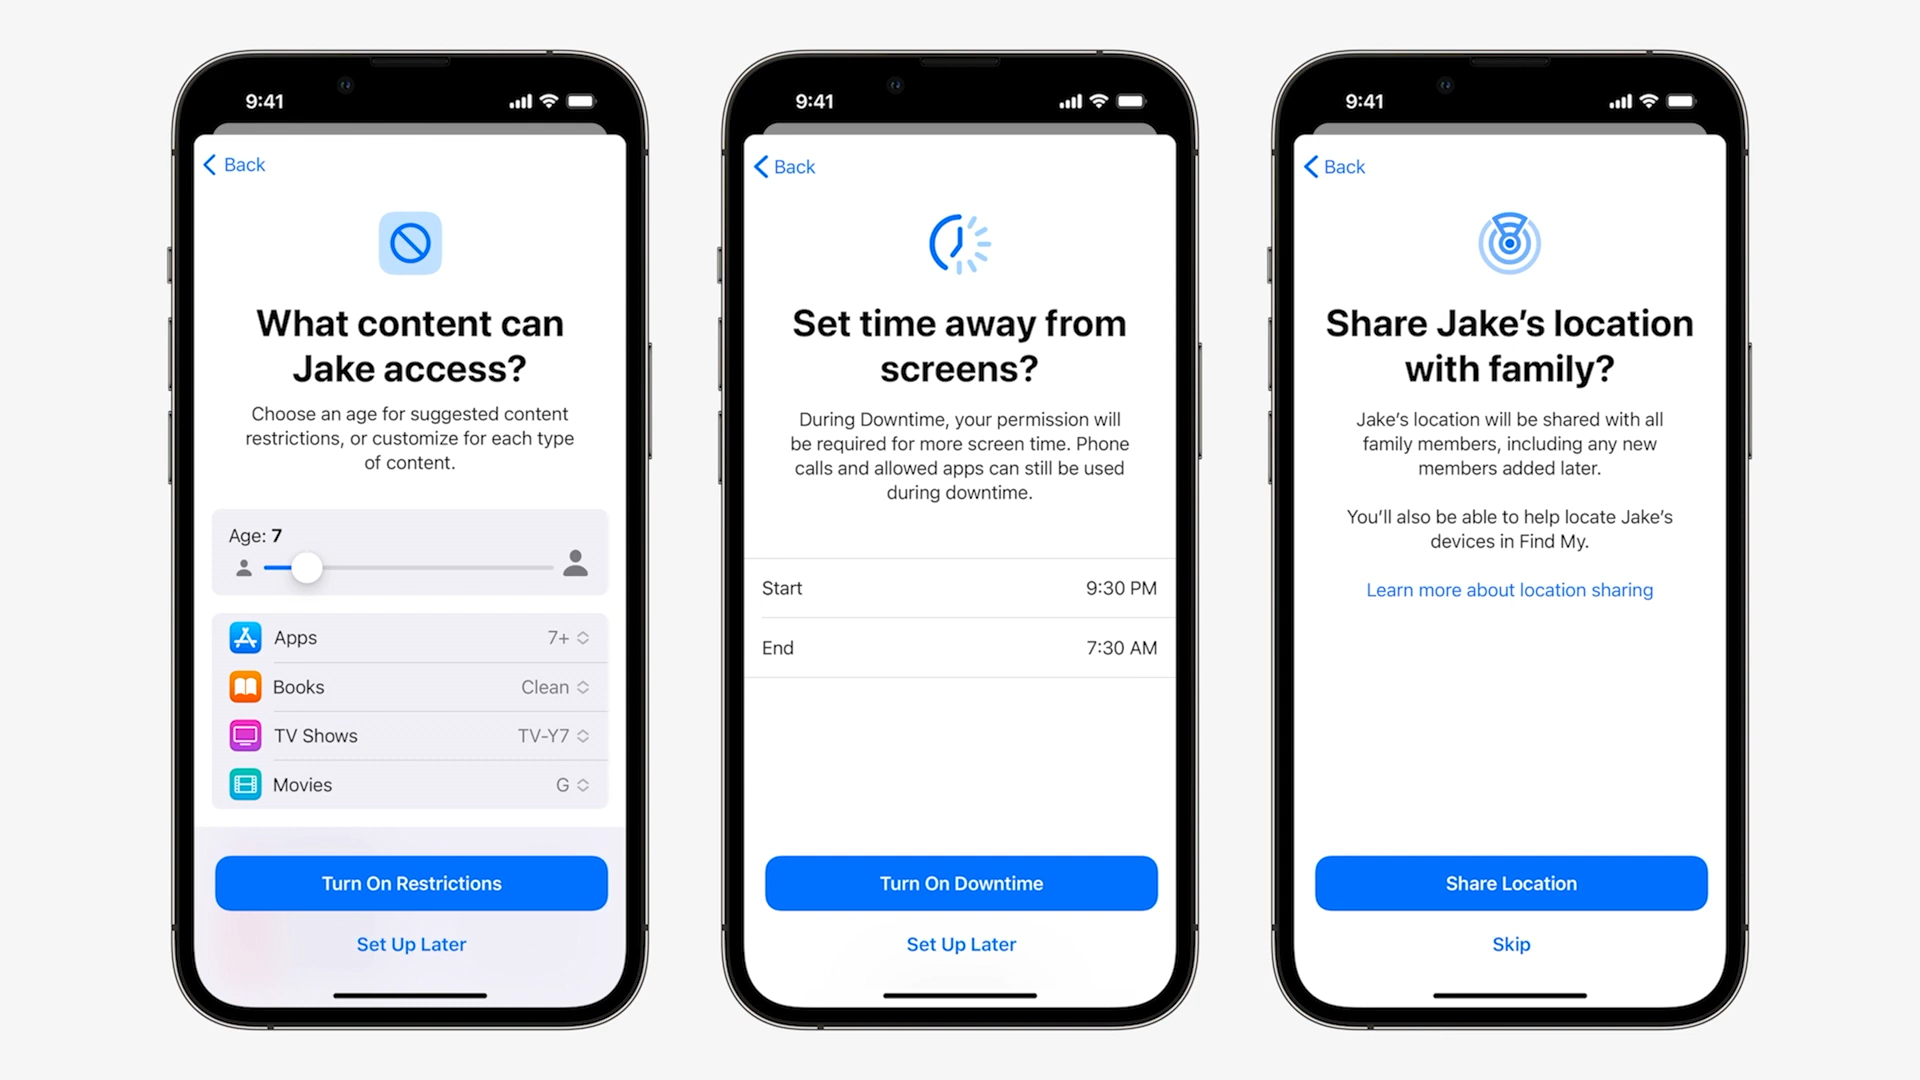 9:41
Back
What content can
Jake access?
Choose an age for suggested content
restrictions, or customize for each type
of content.
Age: 7
Apps 7+
Books Clean
TV Shows TV-Y7
Movies G
Turn On Restrictions
Set Up Later
9:41
Back
Set time away from
screens?
During Downtime, your permission will
be required for more screen time. Phone
calls and allowed apps can still be used
during downtime.
Start 9:30 PM
End 7:30 AM
Turn On Downtime
Set Up Later
9:41
Back
Share Jake’s location
with family?
Jake’s location will be shared with all
family members, including any new
members added later.
You’ll also be able to help locate Jake’s
devices in Find My.
Learn more about location sharing
Share Location
Skip